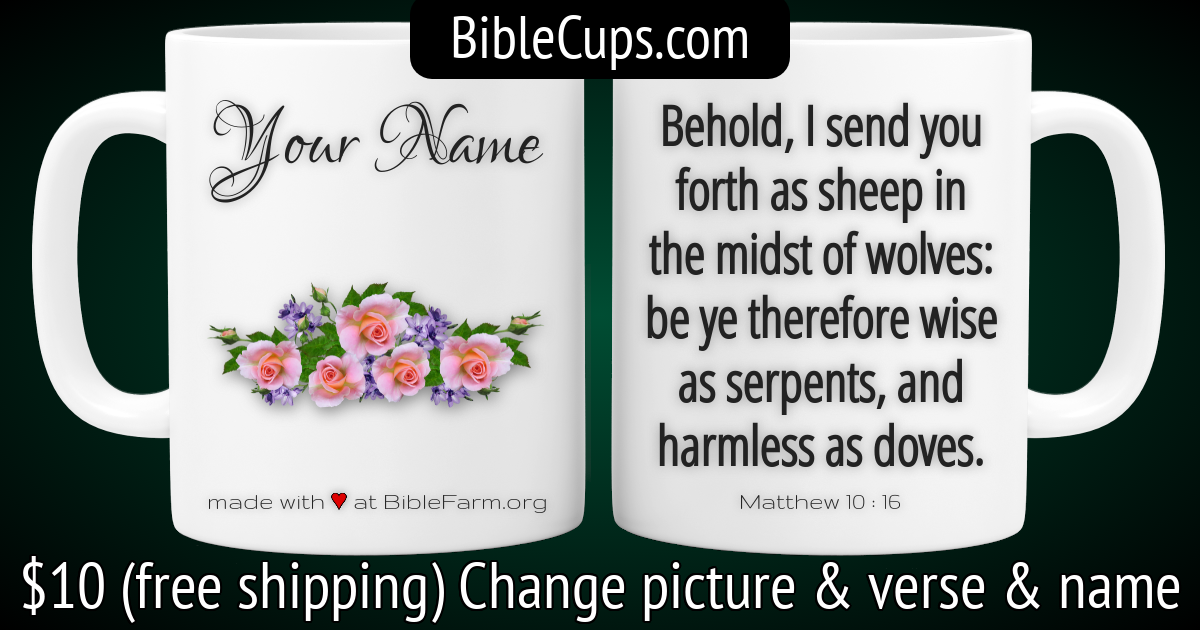 BibleCups.com
Your Name
made with ♥ at BibleFarm.org
Behold, I send you
forth as sheep in
the midst of wolves:
be ye therefore wise
as serpents, and
harmless as doves.
Matthew 10 : 16
$10 (free shipping) Change picture & verse & name